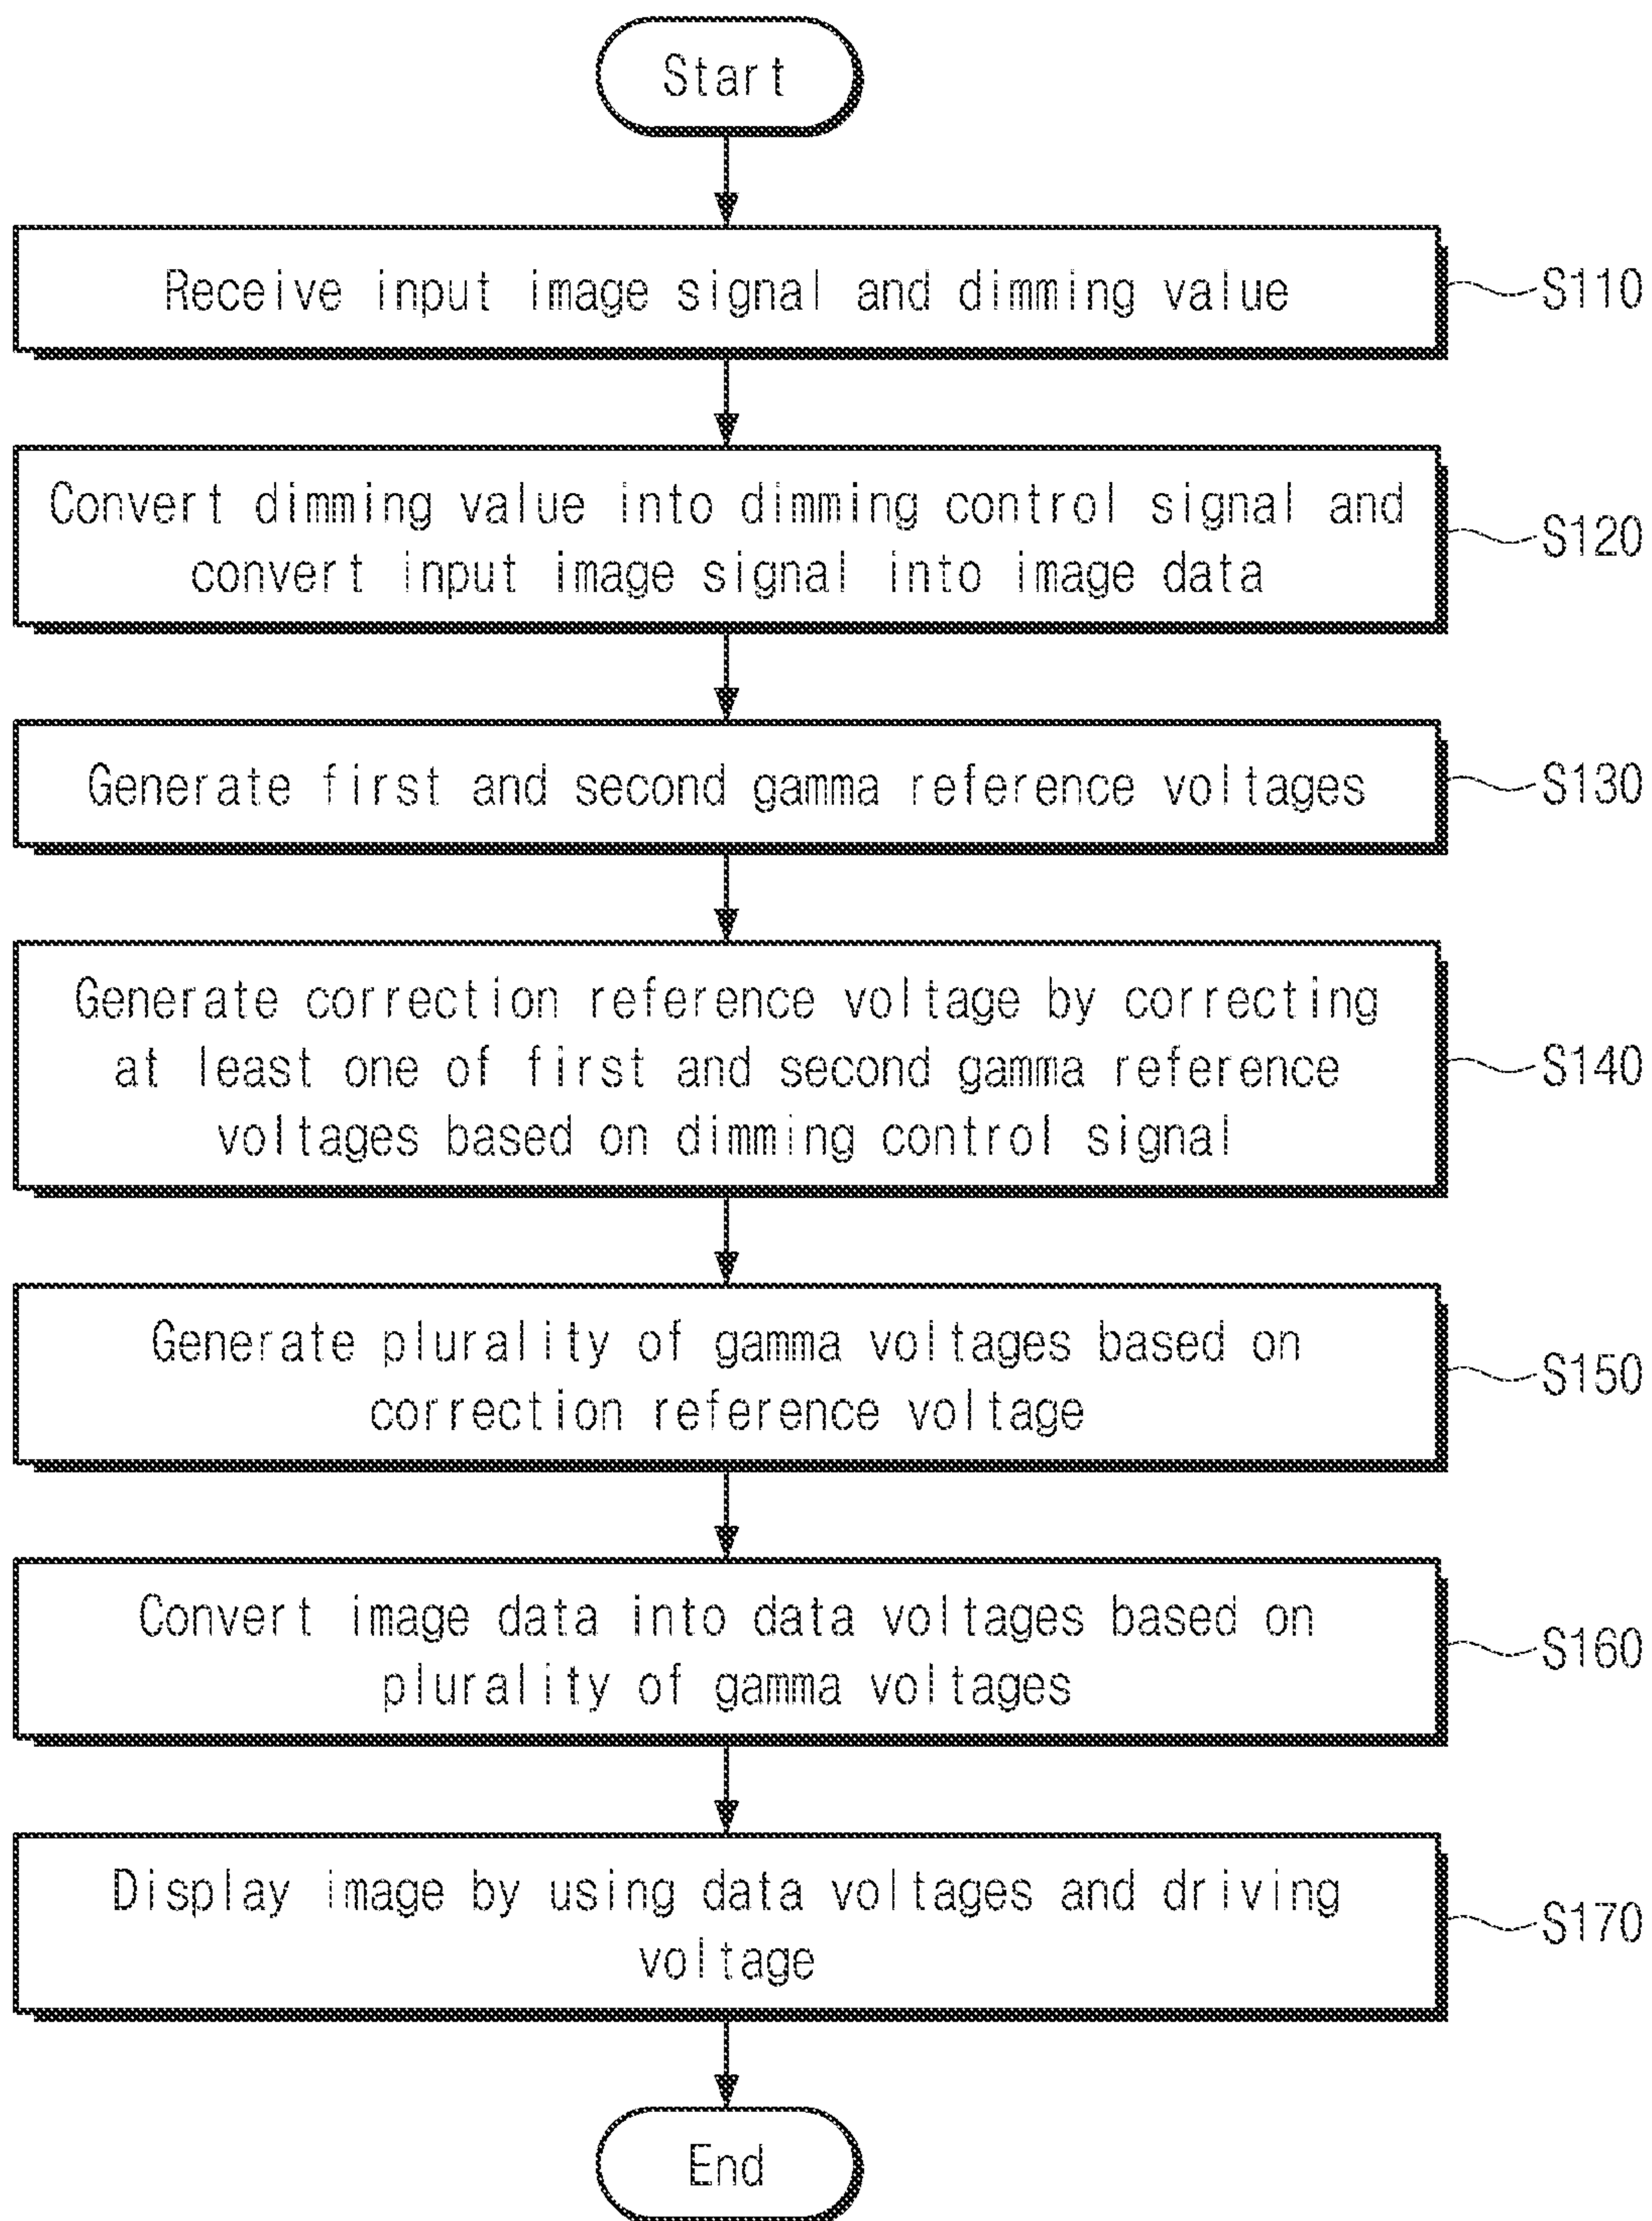 Start
Receive input image signal and dimming value
S110
Convert dimming value into dimming control signal and
convert input image signal into image data
S120
Generate first and second gamma reference voltages
S130
Generate correction reference voltage by correcting
at least one of first and second gamma reference
voltages based on dimming control signal
S140
Generate plurality of gamma voltages based on
correction reference voltage
S150
Convert image data into data voltages based on
plurality of gamma voltages
S160
Display image by using data voltages and driving
voltage
S170
End